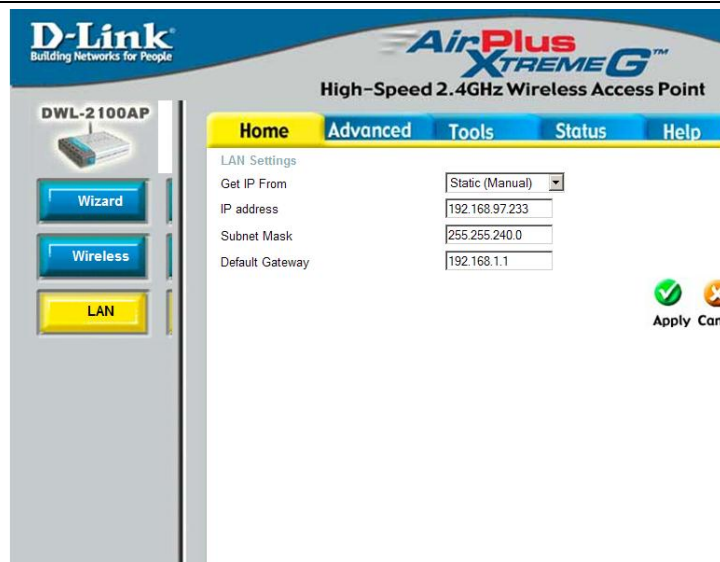 D-Link
Building Networks for People
AirPlus
XTREME G™
High-Speed 2.4GHz Wireless Access Point
DWL-2100AP
Home Advanced Tools Status Help
LAN Settings
Get IP From Static (Manual)
IP address 192.168.97.233
Subnet Mask 255.255.240.0
Default Gateway 192.168.1.1
Wizard
Wireless
LAN
Apply Can